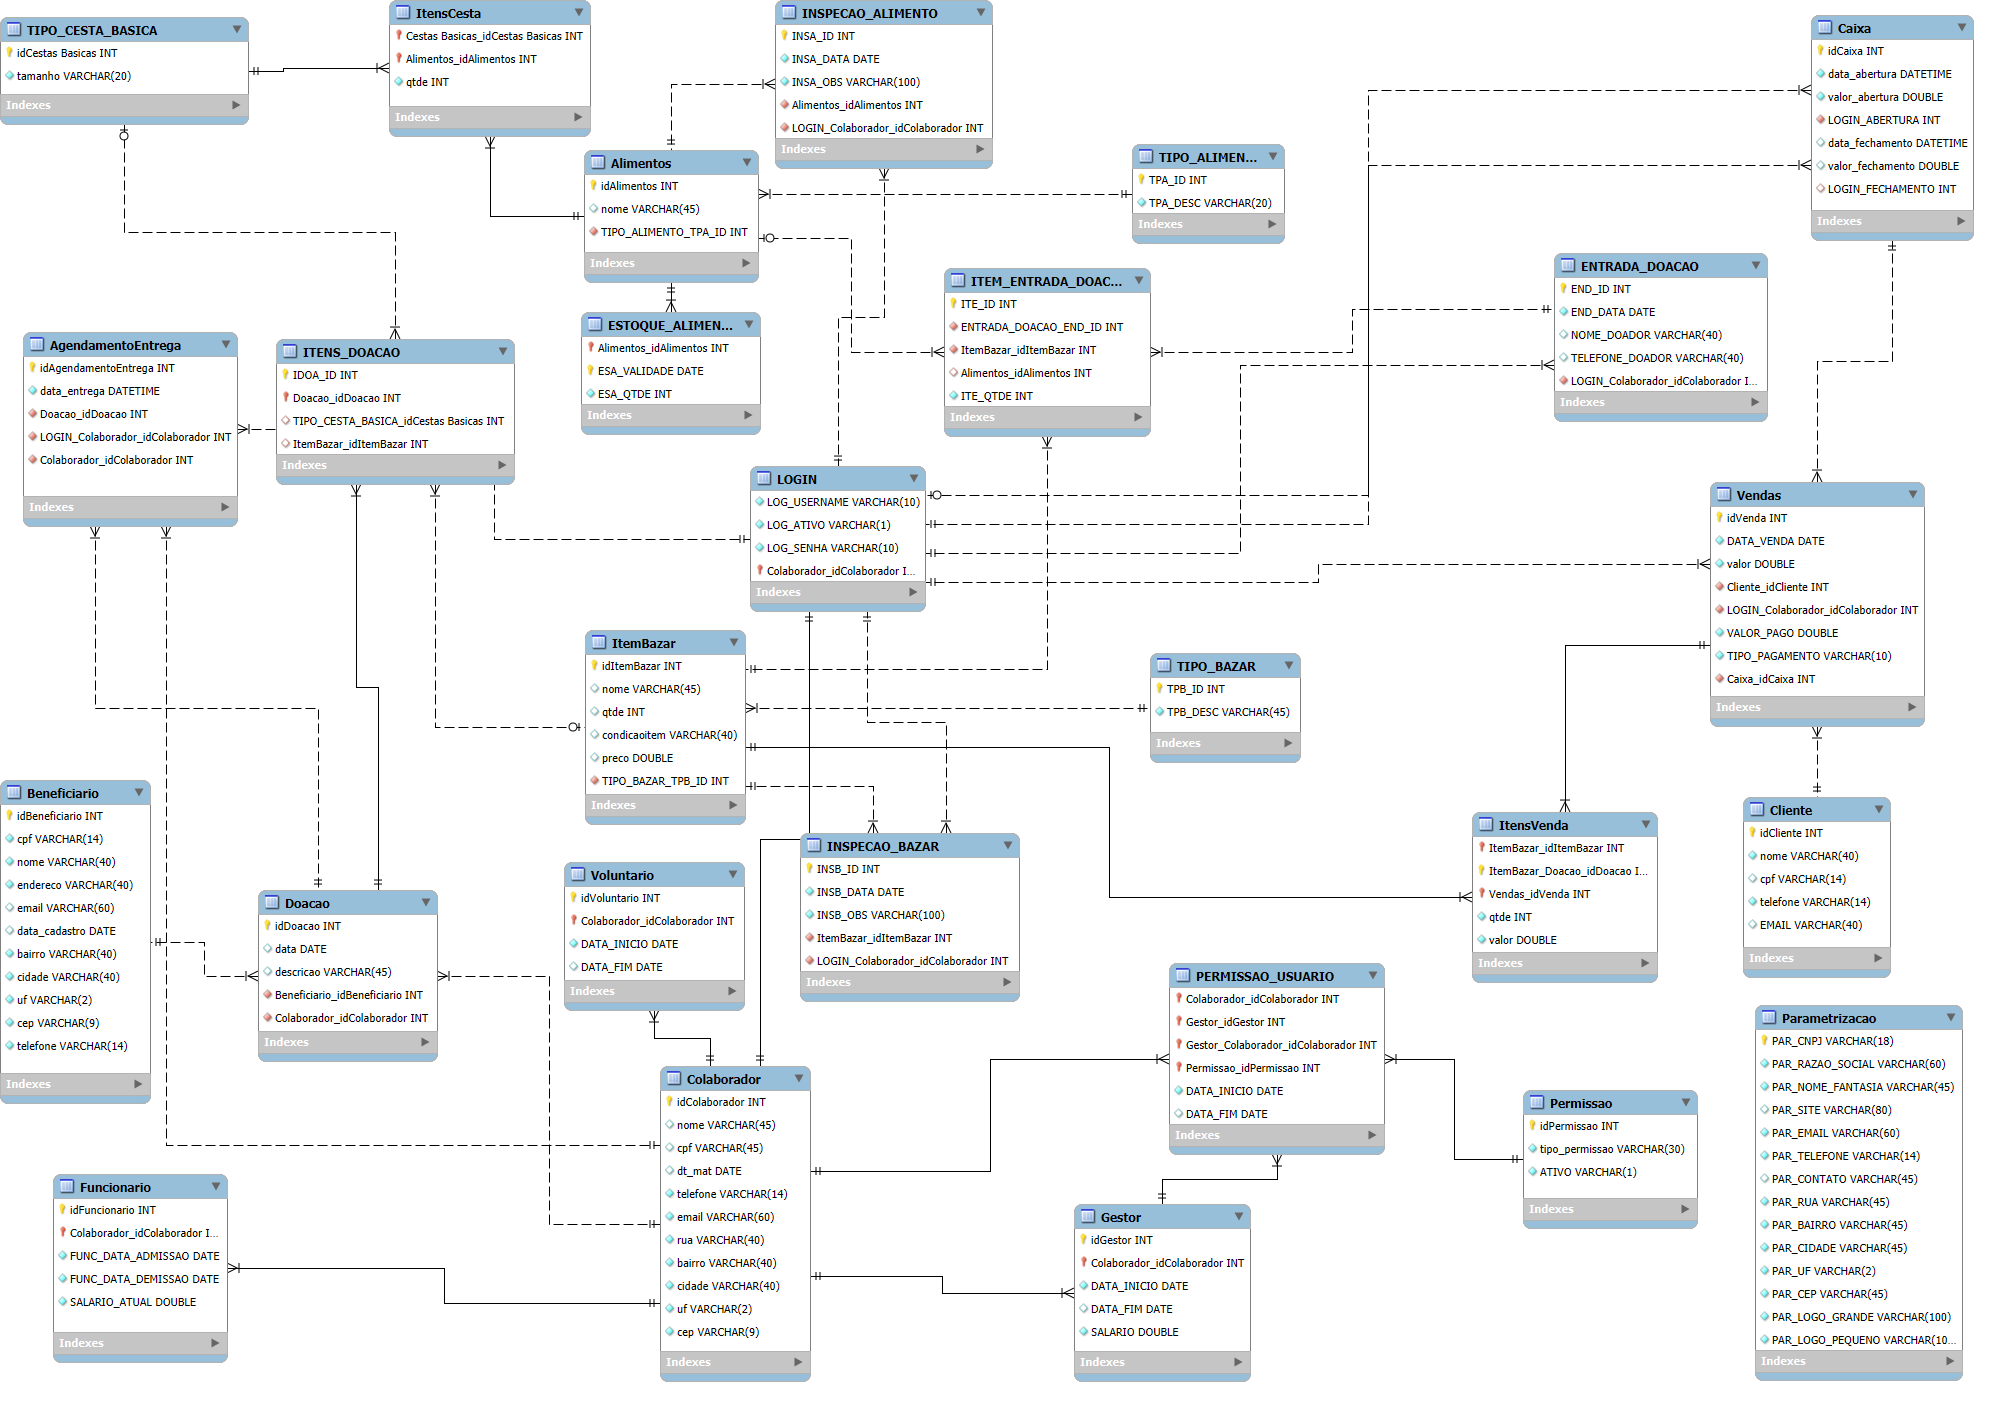 TIPO_CESTA_BASICA
idCestas Basicas INT
tamanho VARCHAR(20)
Indexes
ItensCesta
Cestas Basicas_idCestas Basicas INT
Alimentos_idAlimentos INT
qtde INT
Indexes
INSPECAO_ALIMENTO
INSA_ID INT
INSA_DATA DATE
INSA_OBS VARCHAR(100)
Alimentos_idAlimentos INT
LOGIN_Colaborador_idColaborador INT
Indexes
Caixa
idCaixa INT
data_abertura DATETIME
valor_abertura DOUBLE
LOGIN_ABERTURA INT
data_fechamento DATETIME
valor_fechamento DOUBLE
LOGIN_FECHAMENTO INT
Indexes
Alimentos
idAlimentos INT
nome VARCHAR(45)
TIPO_ALIMENTO_TPA_ID INT
Indexes
TIPO_ALIMEN...
TPA_ID INT
TPA_DESC VARCHAR(20)
Indexes
ITEM_ENTRADA_DOAC...
ITE_ID INT
ENTRADA_DOACAO_END_ID INT
ItemBazar_idItemBazar INT
Alimentos_idAlimentos INT
ITE_QTDE INT
Indexes
ENTRADA_DOACAO
END_ID INT
END_DATA DATE
NOME_DOADOR VARCHAR(40)
TELEFONE_DOADOR VARCHAR(40)
LOGIN_Colaborador_idColaborador I...
Indexes
ESTOQUE_ALIMEN...
Alimentos_idAlimentos INT
ESA_VALIDADE DATE
ESA_QTDE INT
Indexes
AgendamentoEntrega
idAgendamentoEntrega INT
data_entrega DATETIME
Doacao_idDoacao INT
LOGIN_Colaborador_idColaborador INT
Colaborador_idColaborador INT
Indexes
ITENS_DOACAO
IDOA_ID INT
Doacao_idDoacao INT
TIPO_CESTA_BASICA_idCestas Basicas INT
ItemBazar_idItemBazar INT
Indexes
LOGIN
LOG_USERNAME VARCHAR(10)
LOG_ATIVO VARCHAR(1)
LOG_SENHA VARCHAR(10)
Colaborador_idColaborador I...
Indexes
Vendas
idVenda INT
DATA_VENDA DATE
valor DOUBLE
Cliente_idCliente INT
LOGIN_Colaborador_idColaborador INT
VALOR_PAGO DOUBLE
TIPO_PAGAMENTO VARCHAR(10)
Caixa_idCaixa INT
Indexes
ItemBazar
idItemBazar INT
nome VARCHAR(45)
qtde INT
condicaoitem VARCHAR(40)
preco DOUBLE
TIPO_BAZAR_TPB_ID INT
Indexes
TIPO_BAZAR
TPB_ID INT
TPB_DESC VARCHAR(45)
Indexes
Beneficiario
idBeneficiario INT
cpf VARCHAR(14)
nome VARCHAR(40)
endereco VARCHAR(40)
email VARCHAR(60)
data_cadastro DATE
bairro VARCHAR(40)
cidade VARCHAR(40)
uf VARCHAR(2)
cep VARCHAR(9)
telefone VARCHAR(14)
Indexes
Doacao
idDoacao INT
data DATE
descricao VARCHAR(45)
Beneficiario_idBeneficiario INT
Colaborador_idColaborador INT
Indexes
Voluntario
idVoluntario INT
Colaborador_idColaborador INT
DATA_INICIO DATE
DATA_FIM DATE
Indexes
INSPECAO_BAZAR
INSB_ID INT
INSB_DATA DATE
INSB_OBS VARCHAR(100)
ItemBazar_idItemBazar INT
LOGIN_Colaborador_idColaborador INT
Indexes
ItensVenda
ItemBazar_idItemBazar INT
ItemBazar_Doacao_idDoacao I...
Vendas_idVenda INT
qtde INT
valor DOUBLE
Indexes
Cliente
idCliente INT
nome VARCHAR(40)
cpf VARCHAR(14)
telefone VARCHAR(14)
EMAIL VARCHAR(40)
Indexes
PERMISSAO_USUARIO
Colaborador_idColaborador INT
Gestor_idGestor INT
Gestor_Colaborador_idColaborador INT
Permissao_idPermissao INT
DATA_INICIO DATE
DATA_FIM DATE
Indexes
Parametrizacao
PAR_CNPJ VARCHAR(18)
PAR_RAZAO_SOCIAL VARCHAR(60)
PAR_NOME_FANTASIA VARCHAR(45)
PAR_SITE VARCHAR(80)
PAR_EMAIL VARCHAR(60)
PAR_TELEFONE VARCHAR(14)
PAR_CONTATO VARCHAR(45)
PAR_RUA VARCHAR(45)
PAR_BAIRRO VARCHAR(45)
PAR_CIDADE VARCHAR(45)
PAR_UF VARCHAR(2)
PAR_CEP VARCHAR(45)
PAR_LOGO_GRANDE VARCHAR(100)
PAR_LOGO_PEQUENO VARCHAR(10...
Indexes
Colaborador
idColaborador INT
nome VARCHAR(45)
cpf VARCHAR(45)
dt_mat DATE
telefone VARCHAR(14)
email VARCHAR(60)
rua VARCHAR(40)
bairro VARCHAR(40)
cidade VARCHAR(40)
uf VARCHAR(2)
cep VARCHAR(9)
Indexes
Permissao
idPermissao INT
tipo_permissao VARCHAR(30)
ATIVO VARCHAR(1)
Indexes
Funcionario
idFuncionario INT
Colaborador_idColaborador I...
FUNC_DATA_ADMISSAO DATE
FUNC_DATA_DEMISSAO DATE
SALARIO_ATUAL DOUBLE
Indexes
Gestor
idGestor INT
Colaborador_idColaborador INT
DATA_INICIO DATE
DATA_FIM DATE
SALARIO DOUBLE
Indexes